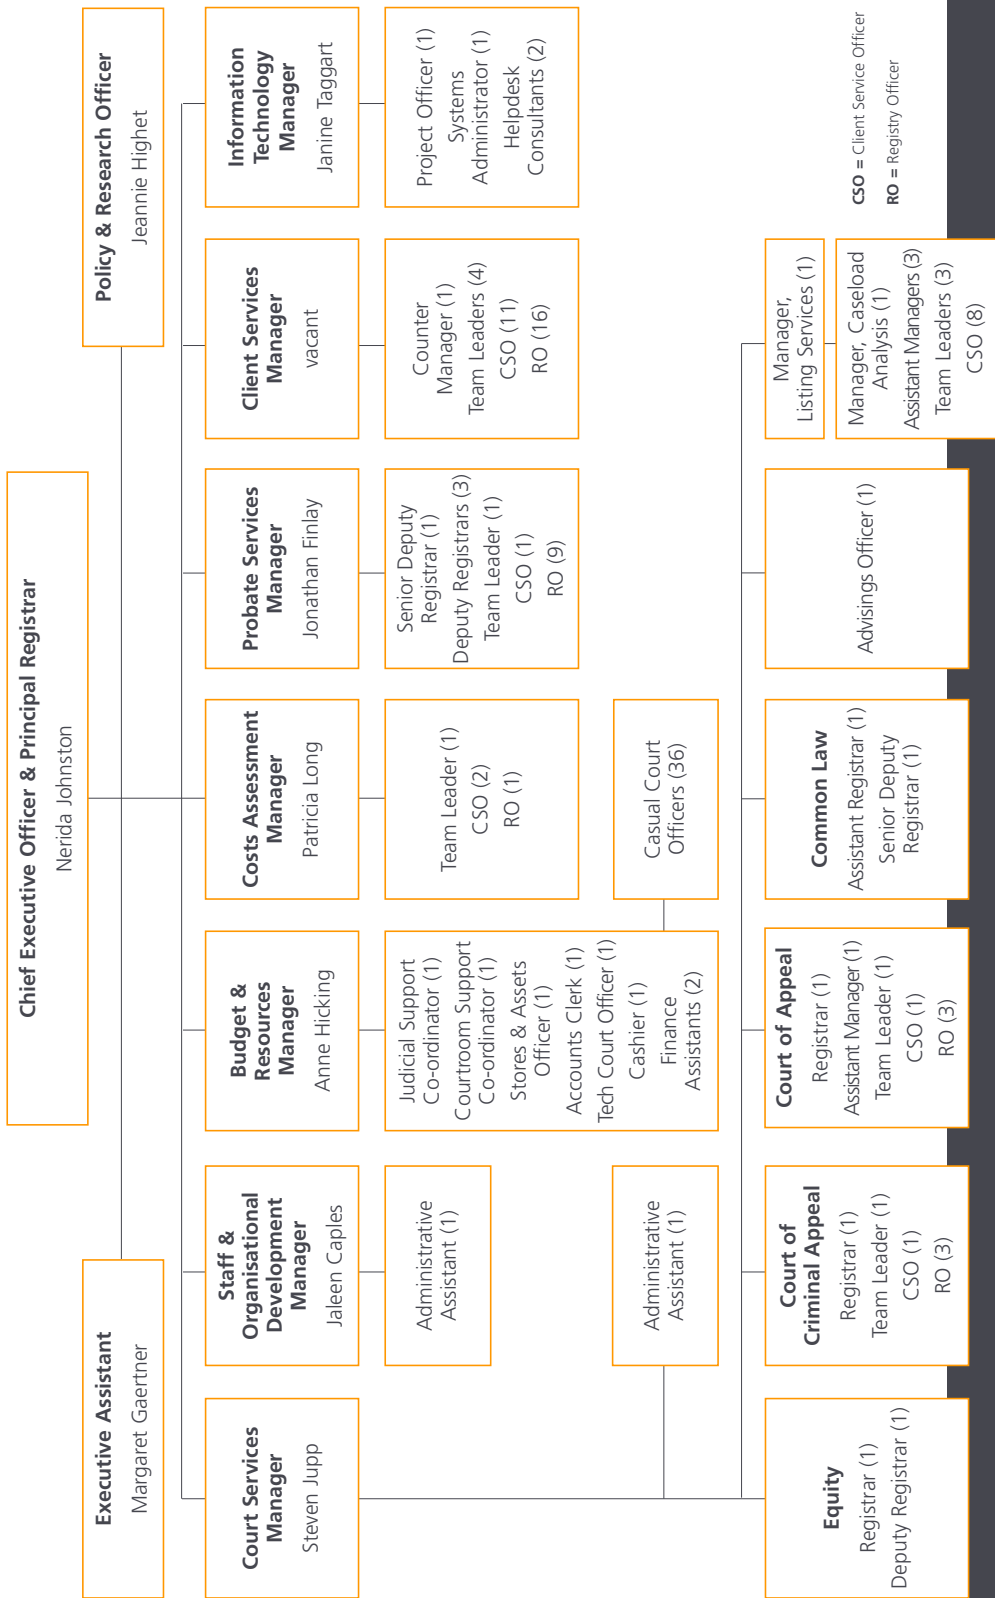 Chief Executive Officer & Principal Registrar
Nerida Johnston
Executive Assistant
Margaret Gaertner
Policy & Research Officer
Jeannie Highet
Court Services
Manager
Steven Jupp
Staff &
Organisational
Development
Manager
Jaleen Caples
Budget &
Resources
Manager
Anne Hicking
Costs Assessment
Manager
Patricia Long
Probate Services
Manager
Jonathan Finlay
Client Services
Manager
vacant
Information
Technology
Manager
Janine Taggart
Administrative
Assistant (1)
Judicial Support
Co-ordinator (1)
Courtroom Support
Co-ordinator (1)
Stores & Assets
Officer (1)
Accounts Clerk (1)
Tech Court Officer (1)
Cashier (1)
Finance
Assistants (2)
Team Leader (1)
CSO (2)
RO (1)
Senior Deputy
Registrar (1)
Deputy Registrars (3)
Team Leader (1)
CSO (1)
RO (9)
Counter
Manager (1)
Team Leaders (4)
CSO (11)
RO (16)
Project Officer (1)
Systems
Administrator (1)
Helpdesk
Consultants (2)
Administrative
Assistant (1)
Casual Court
Officers (36)
Equity
Registrar (1)
Deputy Registrar (1)
Court of
Criminal Appeal
Registrar (1)
Team Leader (1)
CSO (1)
RO (3)
Court of Appeal
Registrar (1)
Assistant Manager (1)
Team Leader (1)
CSO (1)
RO (3)
Common Law
Assistant Registrar (1)
Senior Deputy
Registrar (1)
Advisings Officer (1)
Manager,
Listing Services (1)
Manager, Caseload
Analysis (1)
Assistant Managers (3)
Team Leaders (3)
CSO (8)
CSO = Client Service Officer
RO = Registry Officer